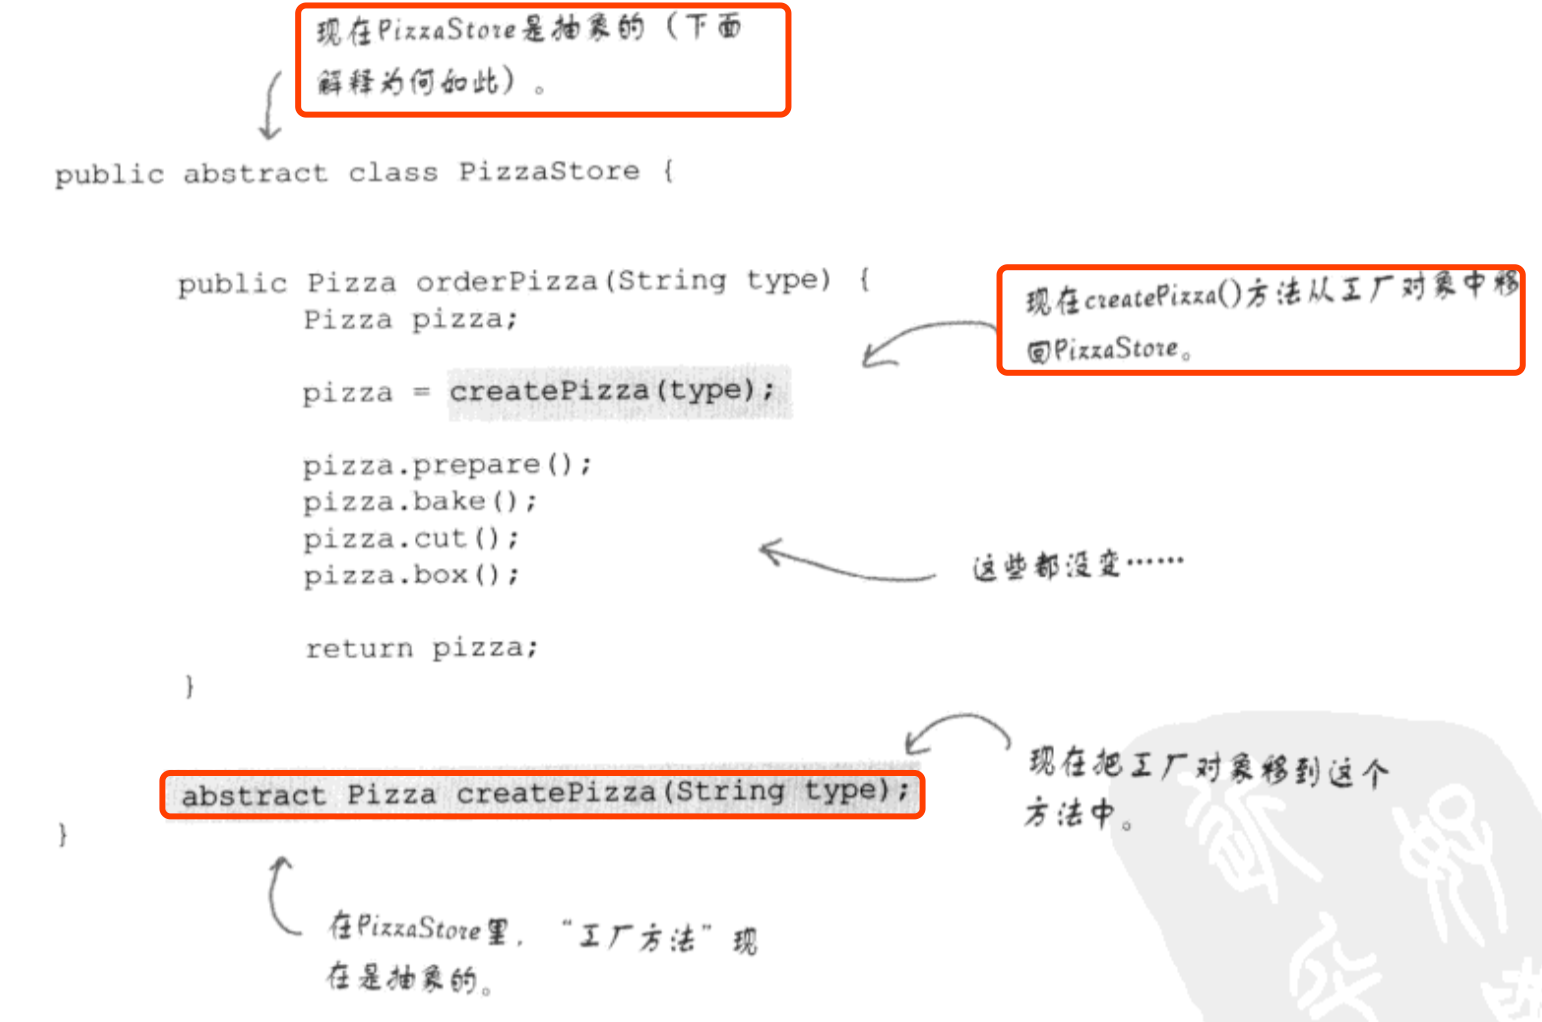 现在PizzaStore是抽象的（下面
解释为何如此）。
public abstract class PizzaStore {
public Pizza orderPizza(String type) {
Pizza pizza;
现在createPizza()方法从工厂对象中移
回PizzaStore。
pizza = createPizza(type);
pizza.prepare();
pizza.bake();
pizza.cut();
pizza.box();
这些都没变……
return pizza;
}
现在把工厂对象移到这个
方法中。
abstract Pizza createPizza(String type);
}
在PizzaStore里，“工厂方法”现
在是抽象的。